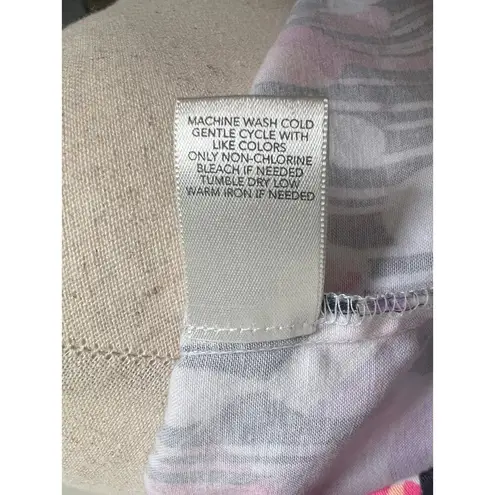 MACHINE WASH COLD
GENTLE CYCLE WITH
LIKE COLORS
ONLY NON-CHLORINE
BLEACH IF NEEDED
TUMBLE DRY LOW
WARM IRON IF NEEDED